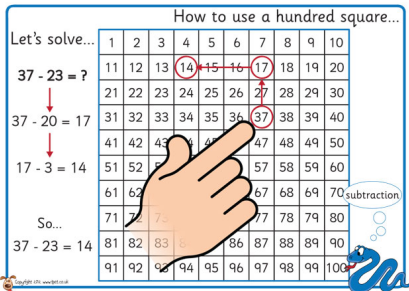 How to use a hundred square...
Let's solve...
37 - 23 = ?
37 - 20 = 17
17 - 3 = 14
So...
37 - 23 = 14
1 2 3 4 5 6 7 8 9 10
11 12 13 14 15 16 17 18 19 20
21 22 23 24 25 26 27 28 29 30
31 32 33 34 35 36 37 38 39 40
41 42 43 47 48 49 50
51 52 57 58 59 60
61 62 67 68 69 70
71 72 73 77 78 79 80
81 82 83 86 87 88 89 90
91 92 93 94 95 96 97 98 99 100
subtraction